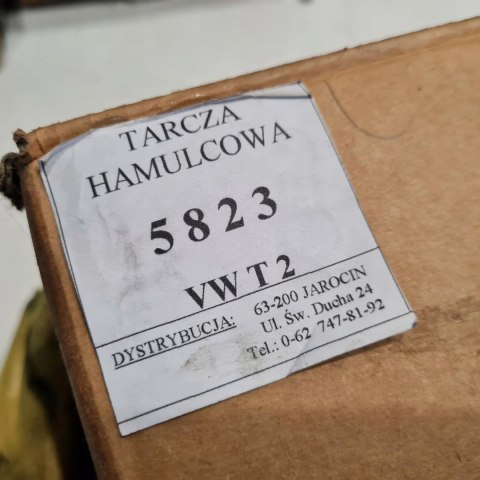 TARCZA
HAMULCOWA
5823
VW T2
DYSTRYBUCJA: 63-200 JAROCIN
Ul. Św. Ducha 24
Tel.: 0-62 747-81-92